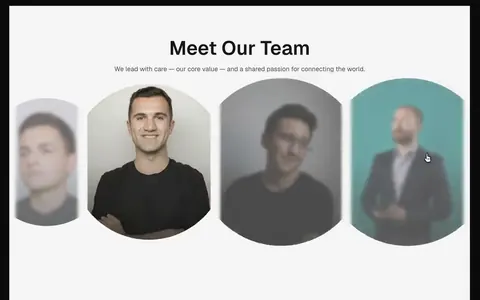 Meet Our Team
We lead with care — our core value — and a shared passion for connecting the world.